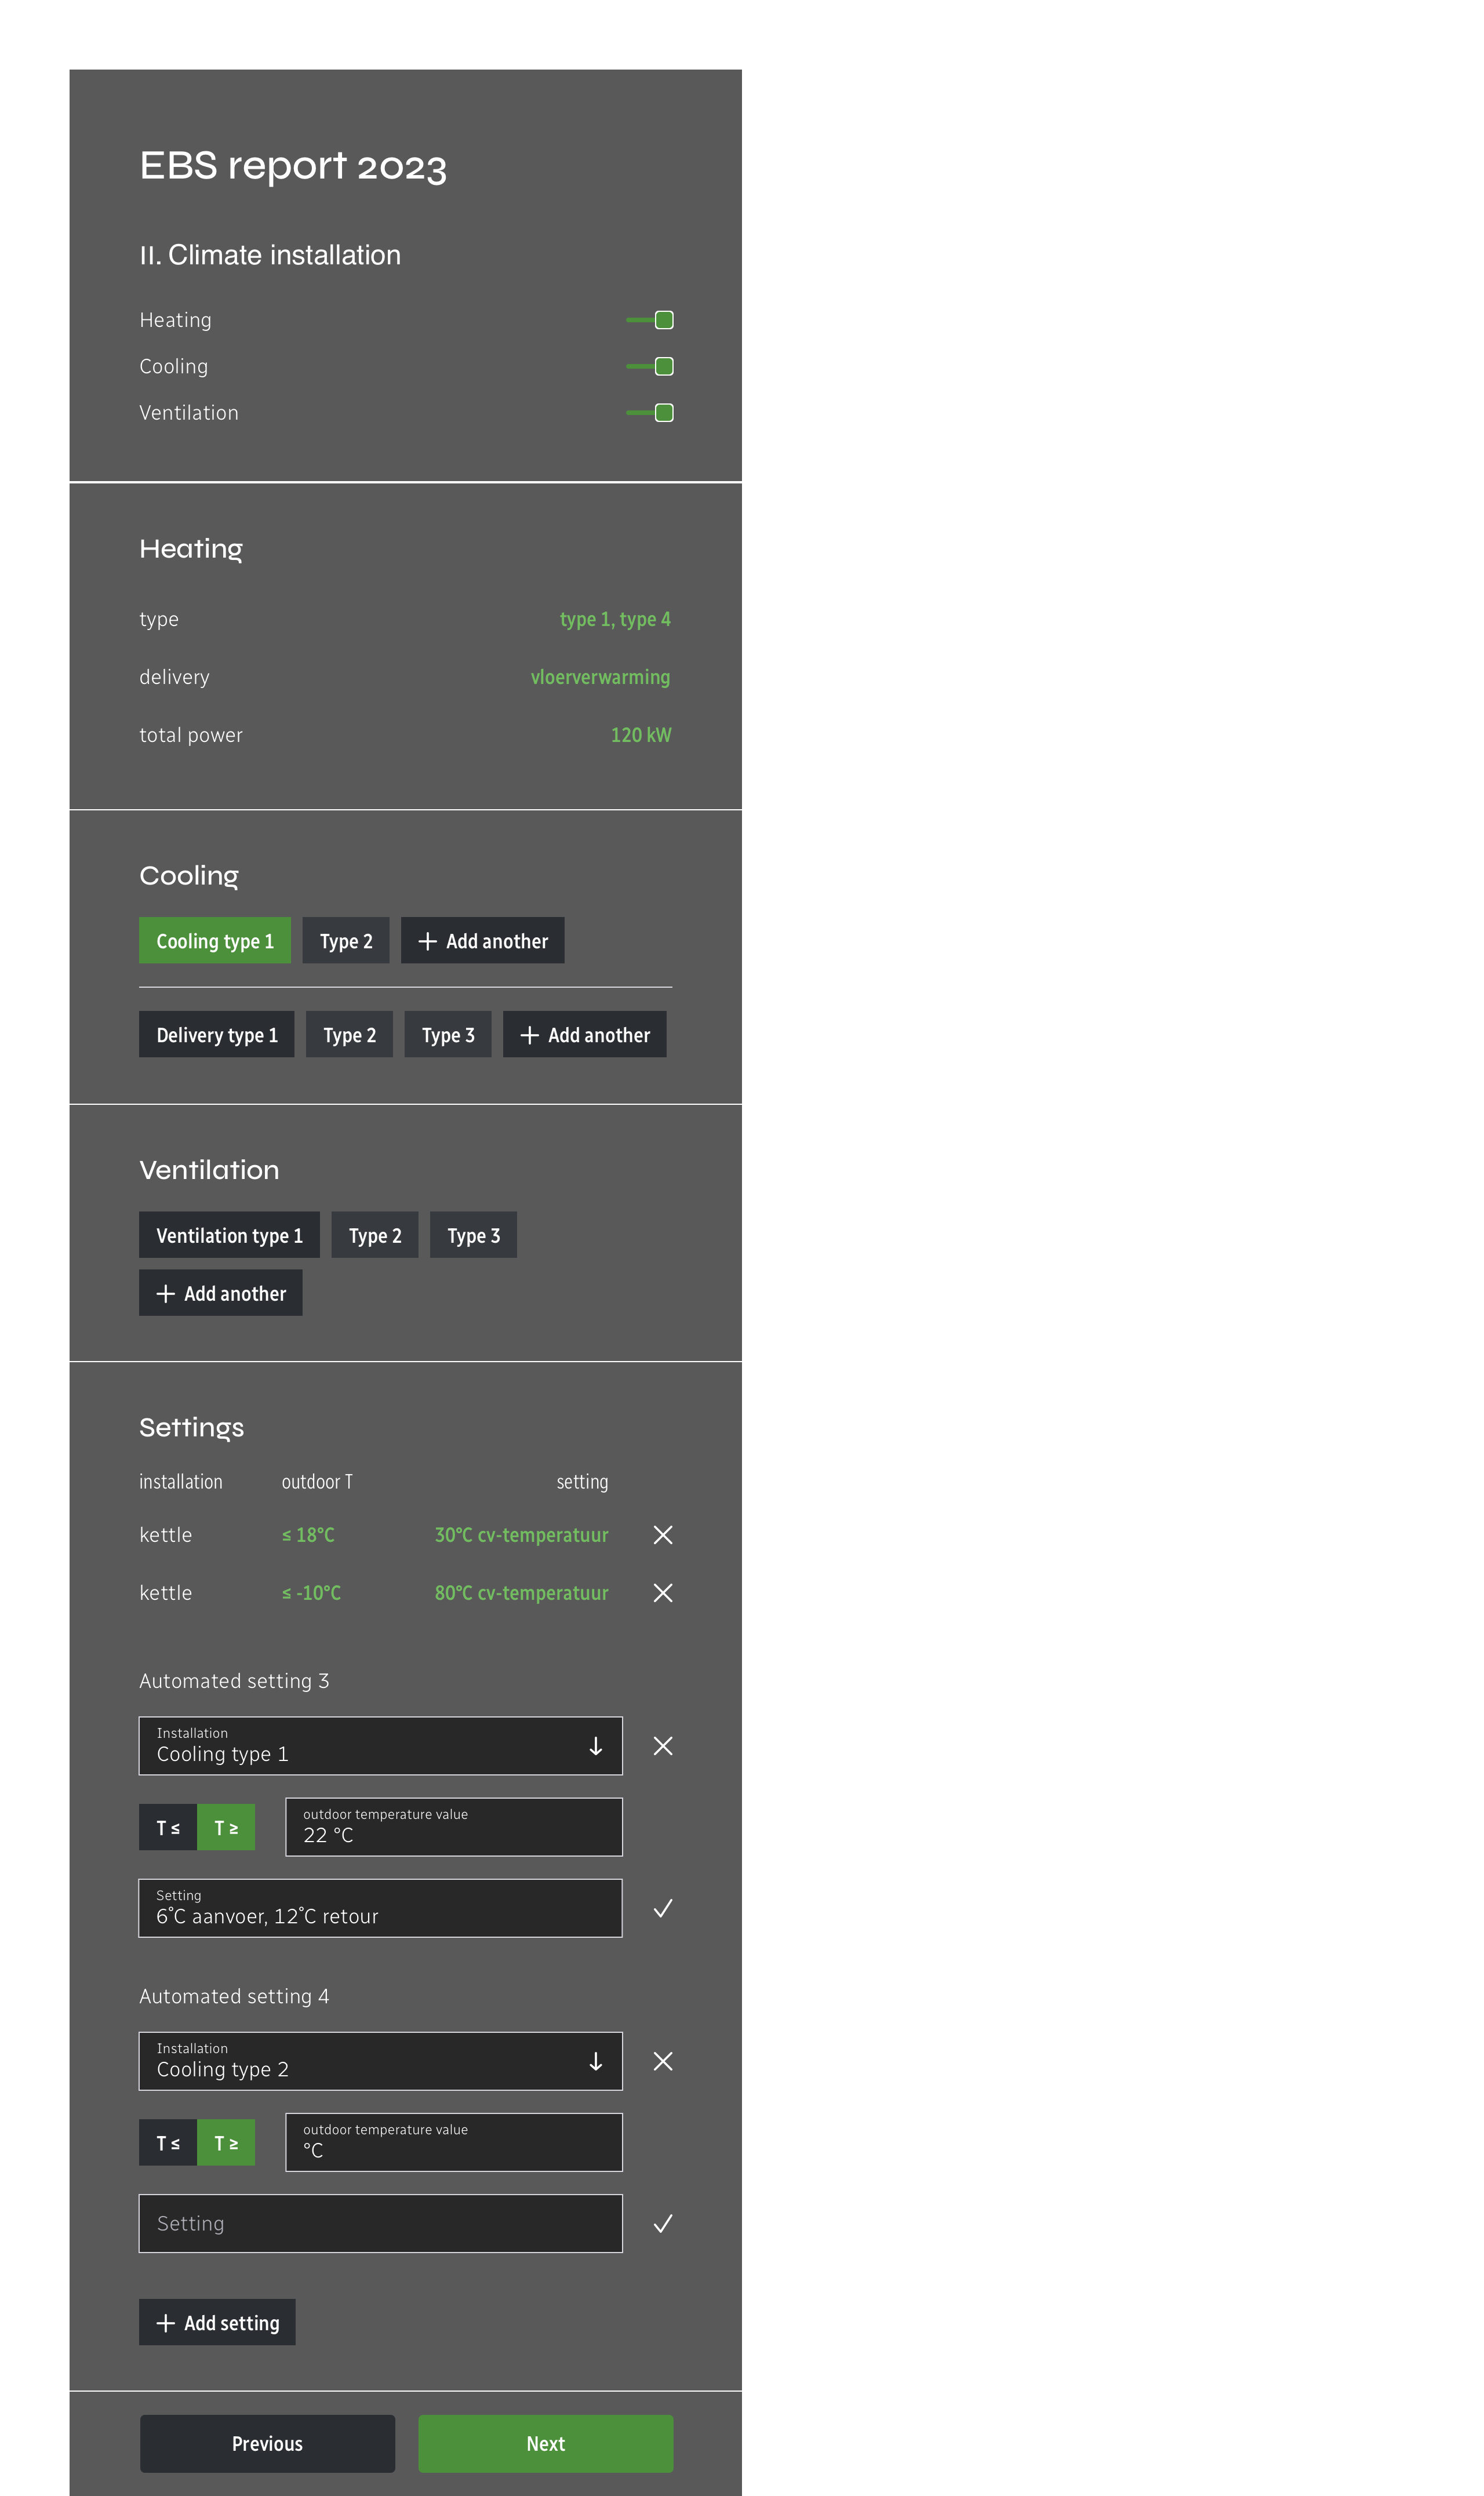 EBS report 2023
II. Climate installation
Heating
Cooling
Ventilation
Heating
type type 1, type 4
delivery vloerverwarming
total power 120 kW
Cooling
Cooling type 1 Type 2 + Add another
Delivery type 1 Type 2 Type 3 + Add another
Ventilation
Ventilation type 1 Type 2 Type 3
+ Add another
Settings
installation outdoor T setting
kettle ≤ 18°C 30°C cv-temperatuur
kettle ≤ -10°C 80°C cv-temperatuur
Automated setting 3
Installation
Cooling type 1
T ≤ T ≥
outdoor temperature value
22 °C
Setting
6°C aanvoer, 12°C retour
Automated setting 4
Installation
Cooling type 2
T ≤ T ≥
outdoor temperature value
°C
Setting
+ Add setting
Previous Next